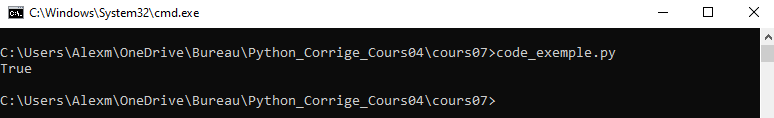 C:\Windows\System32\cmd.exe
C:\Users\Alexm\OneDrive\Bureau\Python_Corrige_Cours04\cours07>code_exemple.py
True
C:\Users\Alexm\OneDrive\Bureau\Python_Corrige_Cours04\cours07>